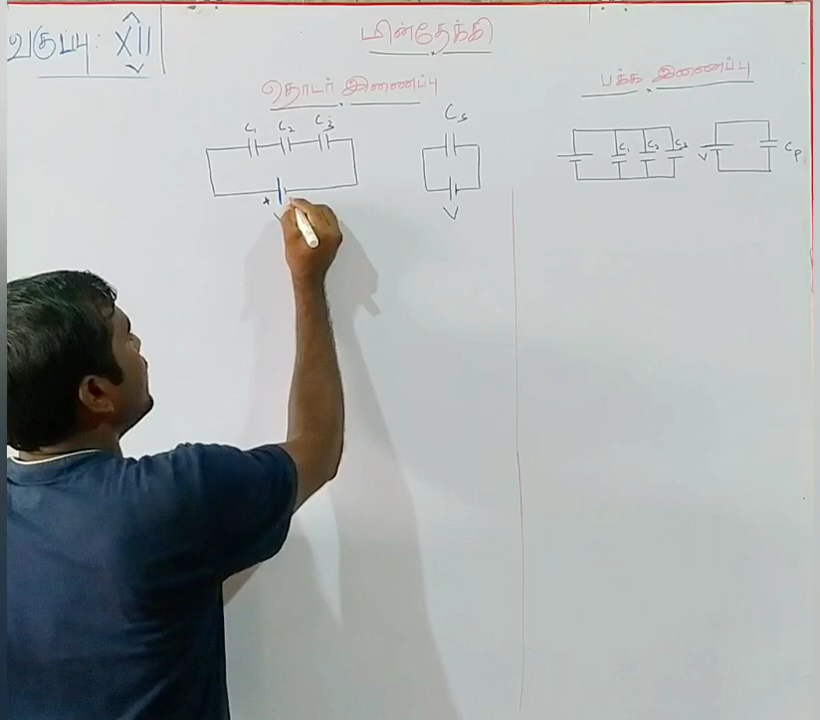 வகுப்பு: XII
மின்தேக்கி
தொடர் இணைப்பு
பக்க இணைப்பு
C₁ C₂ C₃
Cₛ
C₁ C₂ C₃
V Cₚ
+ V
V